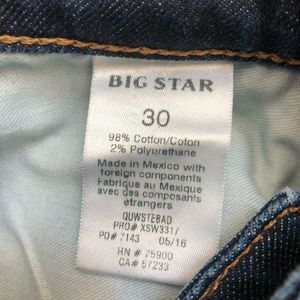 BIG STAR
30
98% Cotton/Coton
2% Polyurethane
Made in Mexico with
foreign components
Fabrique au Mexique
avec des composants
étrangers
QUWSTEBAD
PRO# XSW3317
PO# 7143 05/16
RN # 75900
CA# 57233